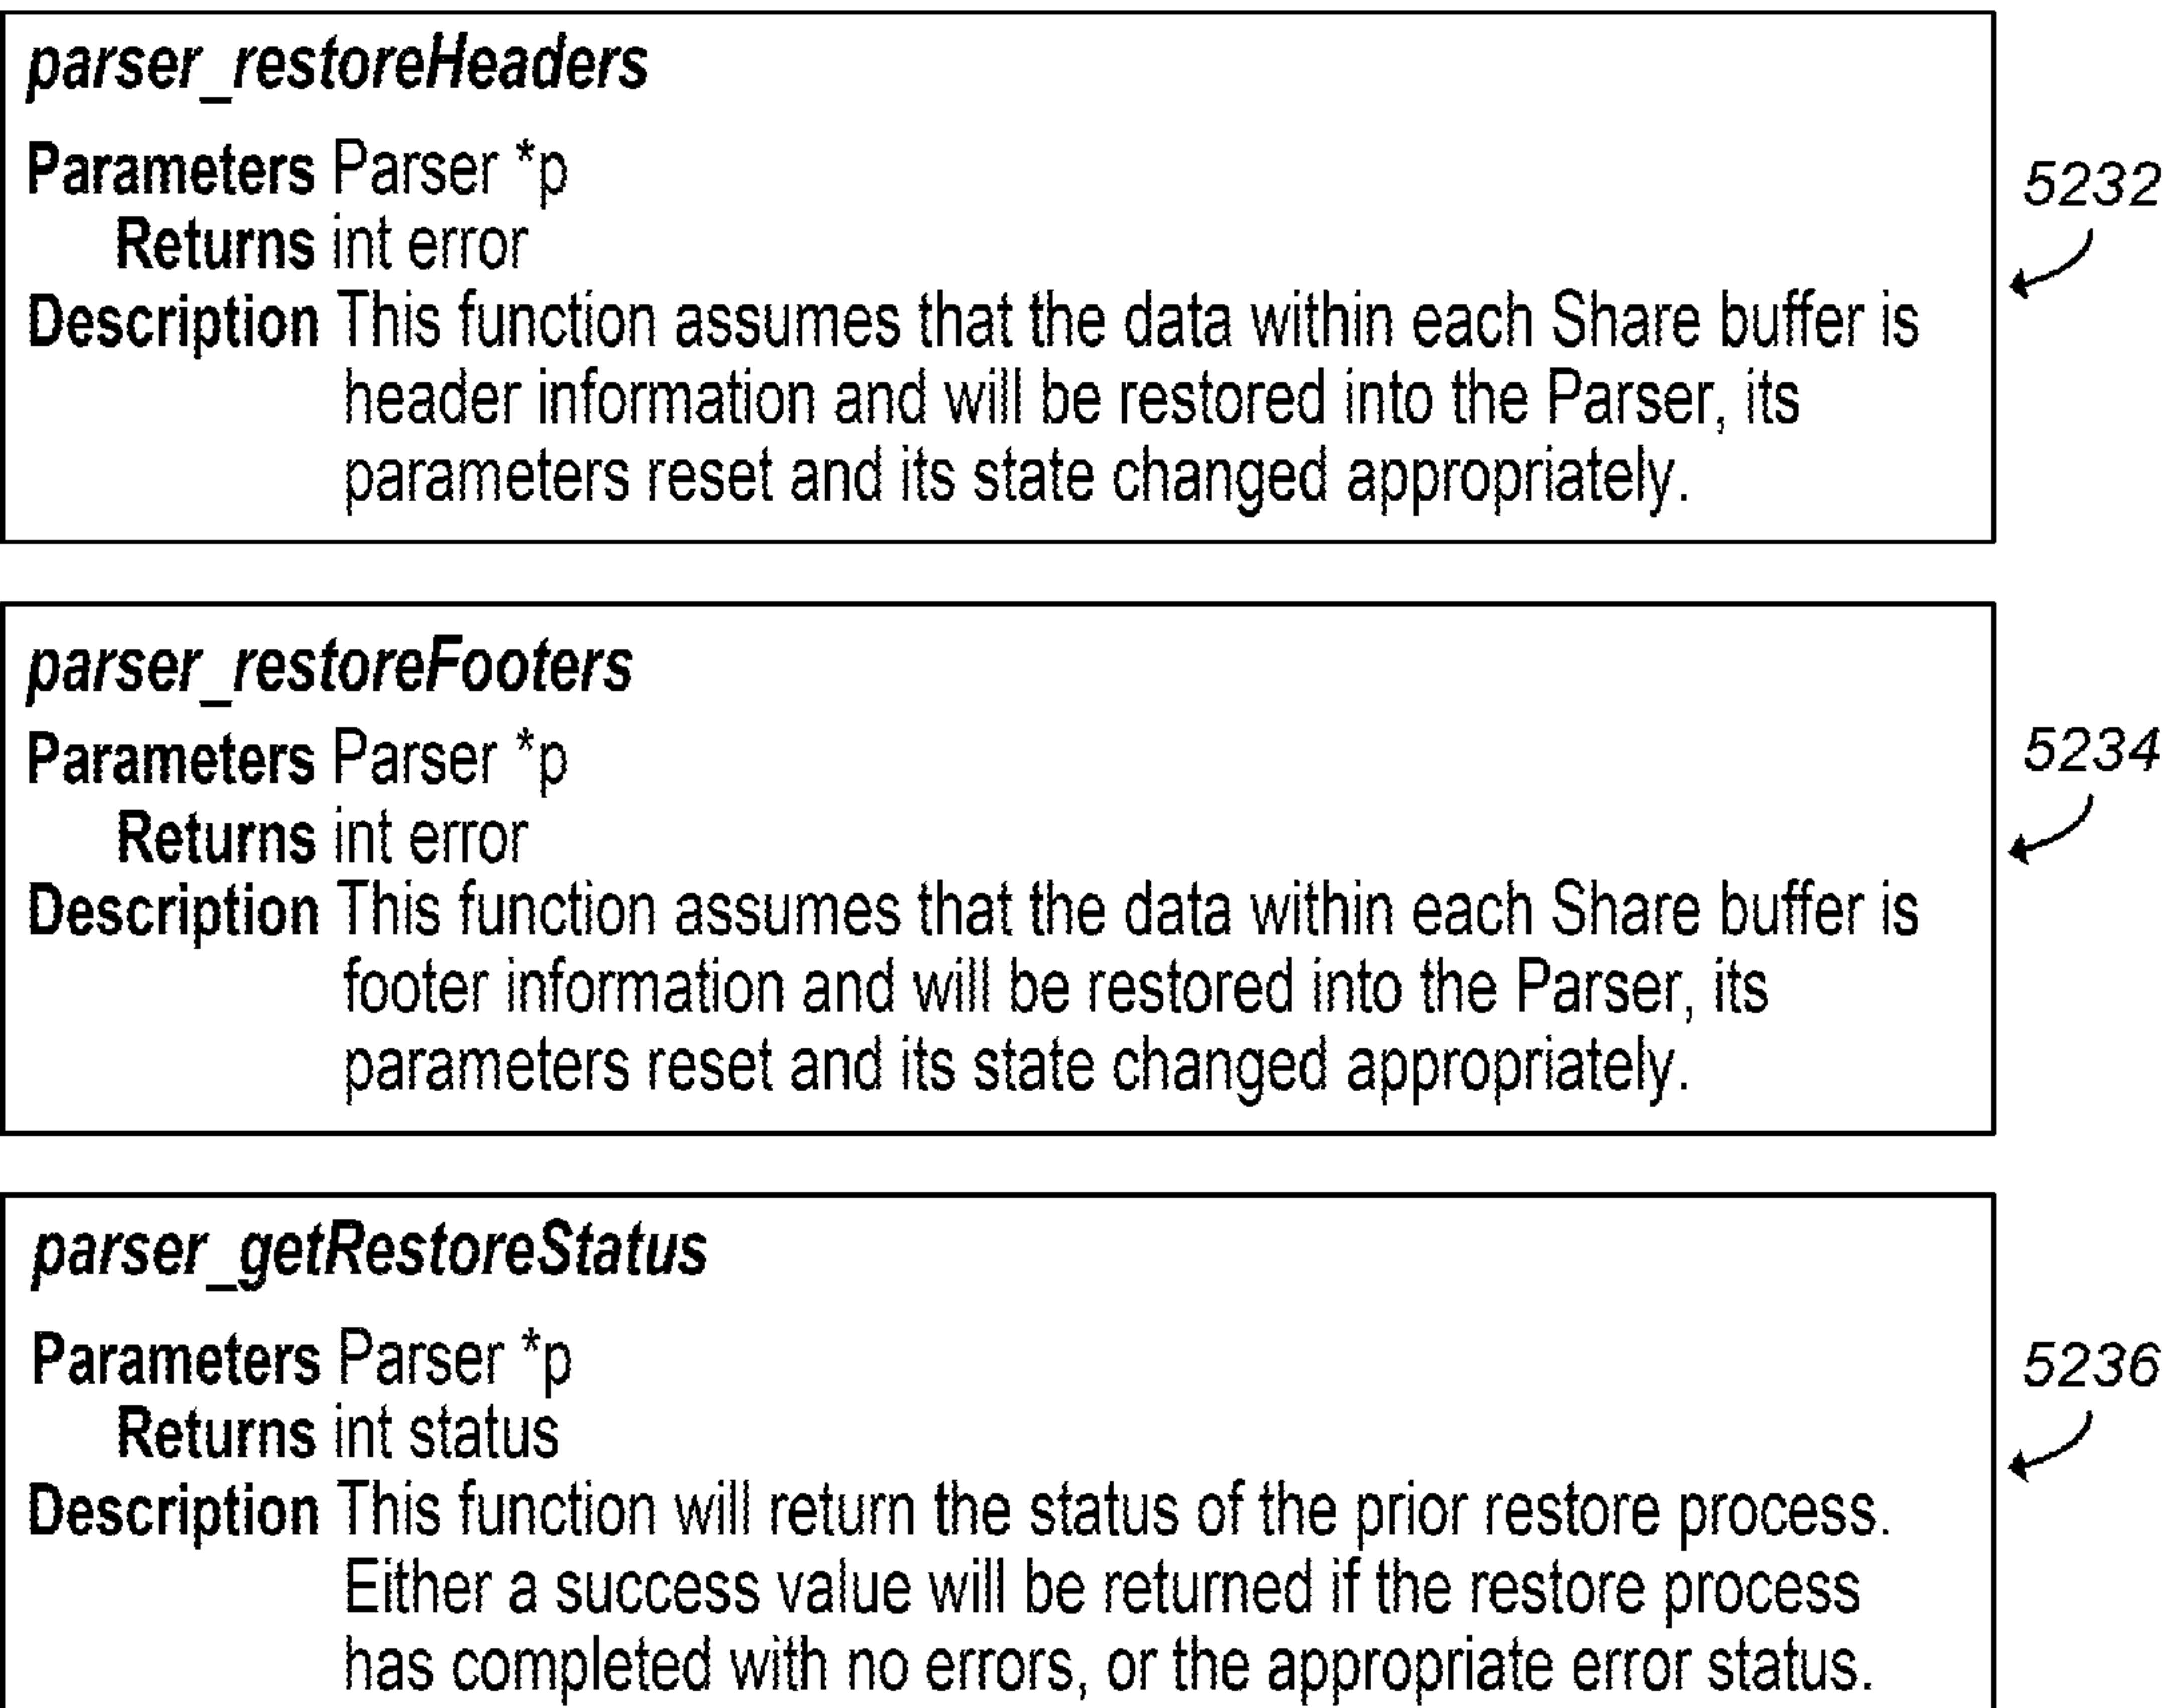 parser_restoreHeaders
Parameters Parser *p
Returns int error
Description This function assumes that the data within each Share buffer is
header information and will be restored into the Parser, its
parameters reset and its state changed appropriately.
5232
parser_restoreFooters
Parameters Parser *p
Returns int error
Description This function assumes that the data within each Share buffer is
footer information and will be restored into the Parser, its
parameters reset and its state changed appropriately.
5234
parser_getRestoreStatus
Parameters Parser *p
Returns int status
Description This function will return the status of the prior restore process.
Either a success value will be returned if the restore process
has completed with no errors, or the appropriate error status.
5236